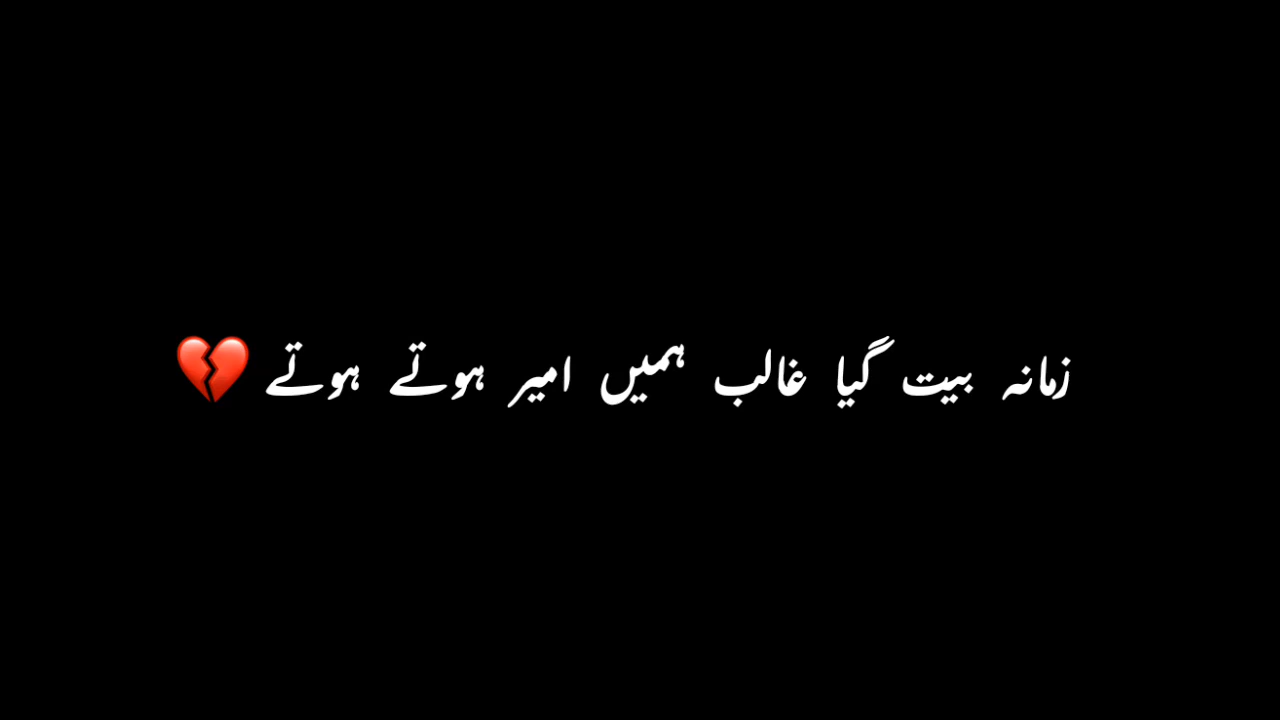 زمانہ بیت گیا غالب ہمیں امیر ہوتے ہوتے 💔